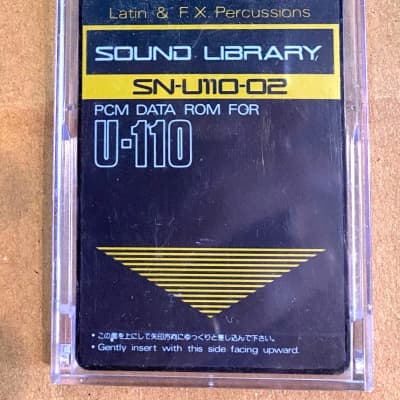 Latin & F.X. Percussions
SOUND LIBRARY
SN-U110-02
PCM DATA ROM FOR
U-110
• この面を上にして矢印方向にゆっくりと差し込んで下さい。
• Gently insert with this side facing upward.